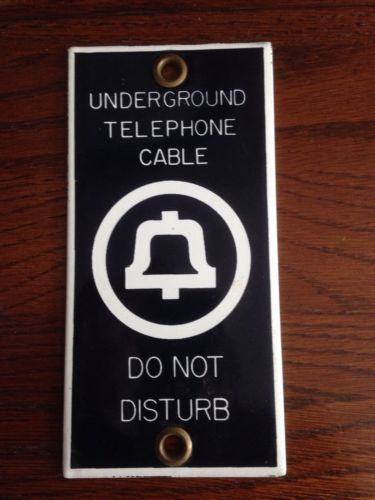 UNDERGROUND
TELEPHONE
CABLE
DO NOT
DISTURB